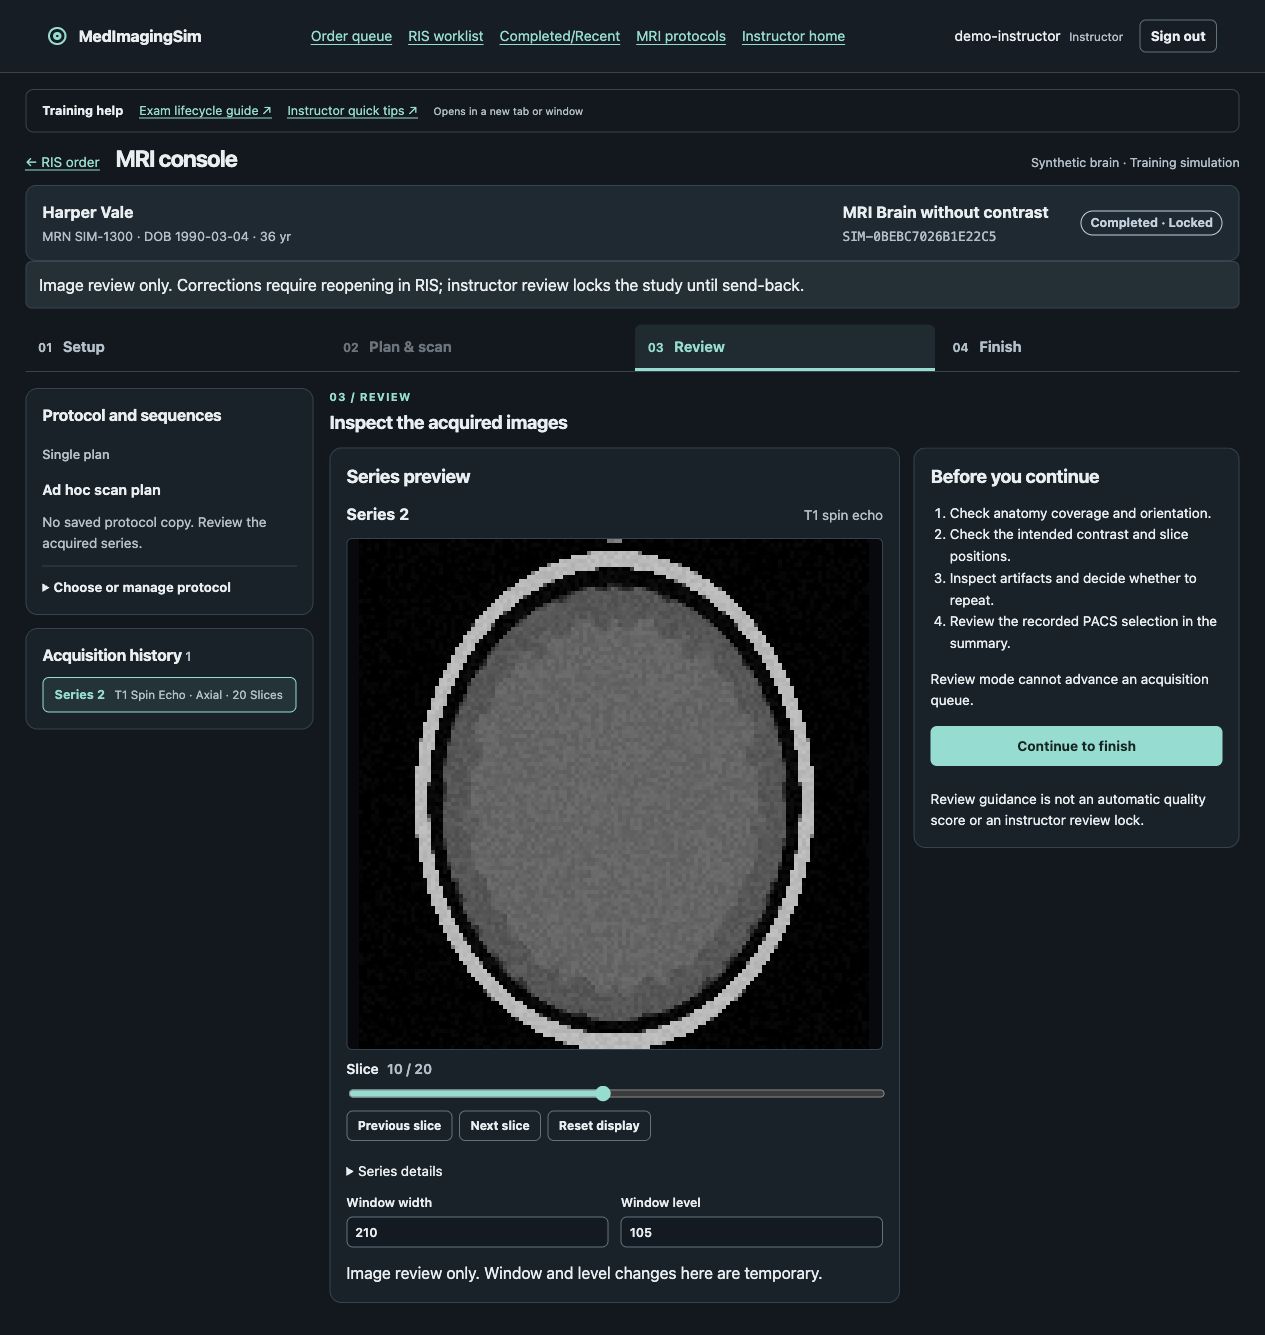 MedImagingSim
Order queue RIS worklist Completed/Recent MRI protocols Instructor home
demo-instructor Instructor Sign out
Training help Exam lifecycle guide ↗ Instructor quick tips ↗ Opens in a new tab or window
← RIS order MRI console
Synthetic brain · Training simulation
Harper Vale
MRN SIM-1300 · DOB 1990-03-04 · 36 yr
MRI Brain without contrast
SIM-0BEBC7026B1E22C5
Completed · Locked
Image review only. Corrections require reopening in RIS; instructor review locks the study until send-back.
01 Setup
02 Plan & scan
03 Review
04 Finish
Protocol and sequences
Single plan
Ad hoc scan plan
No saved protocol copy. Review the
acquired series.
▸ Choose or manage protocol
Acquisition history 1
Series 2 T1 Spin Echo · Axial · 20 Slices
03 / REVIEW
Inspect the acquired images
Series preview
Series 2 T1 spin echo
Slice 10 / 20
Previous slice Next slice Reset display
▸ Series details
Window width Window level
210 105
Image review only. Window and level changes here are temporary.
Before you continue
1. Check anatomy coverage and orientation.
2. Check the intended contrast and slice
positions.
3. Inspect artifacts and decide whether to
repeat.
4. Review the recorded PACS selection in the
summary.
Review mode cannot advance an acquisition
queue.
Continue to finish
Review guidance is not an automatic quality
score or an instructor review lock.